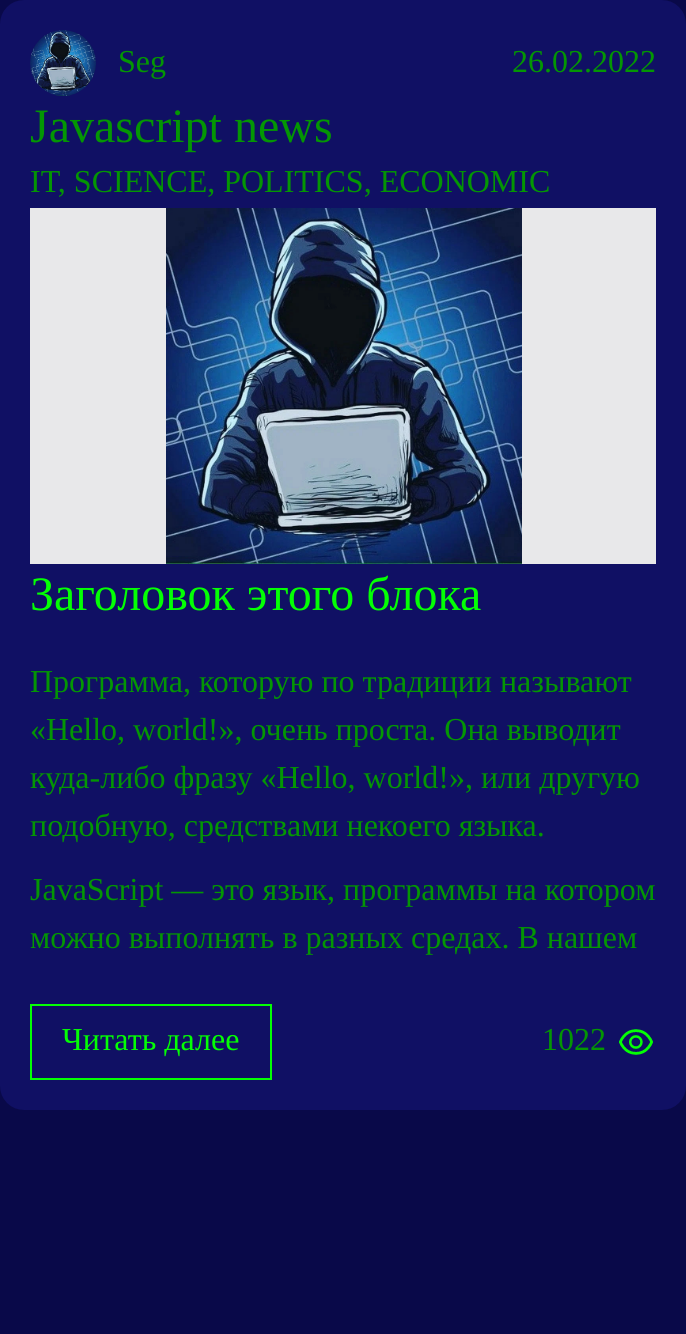 Seg 26.02.2022
Javascript news
IT, SCIENCE, POLITICS, ECONOMIC
Заголовок этого блока
Программа, которую по традиции называют
«Hello, world!», очень проста. Она выводит
куда-либо фразу «Hello, world!», или другую
подобную, средствами некоего языка.
JavaScript — это язык, программы на котором
можно выполнять в разных средах. В нашем
Читать далее 1022